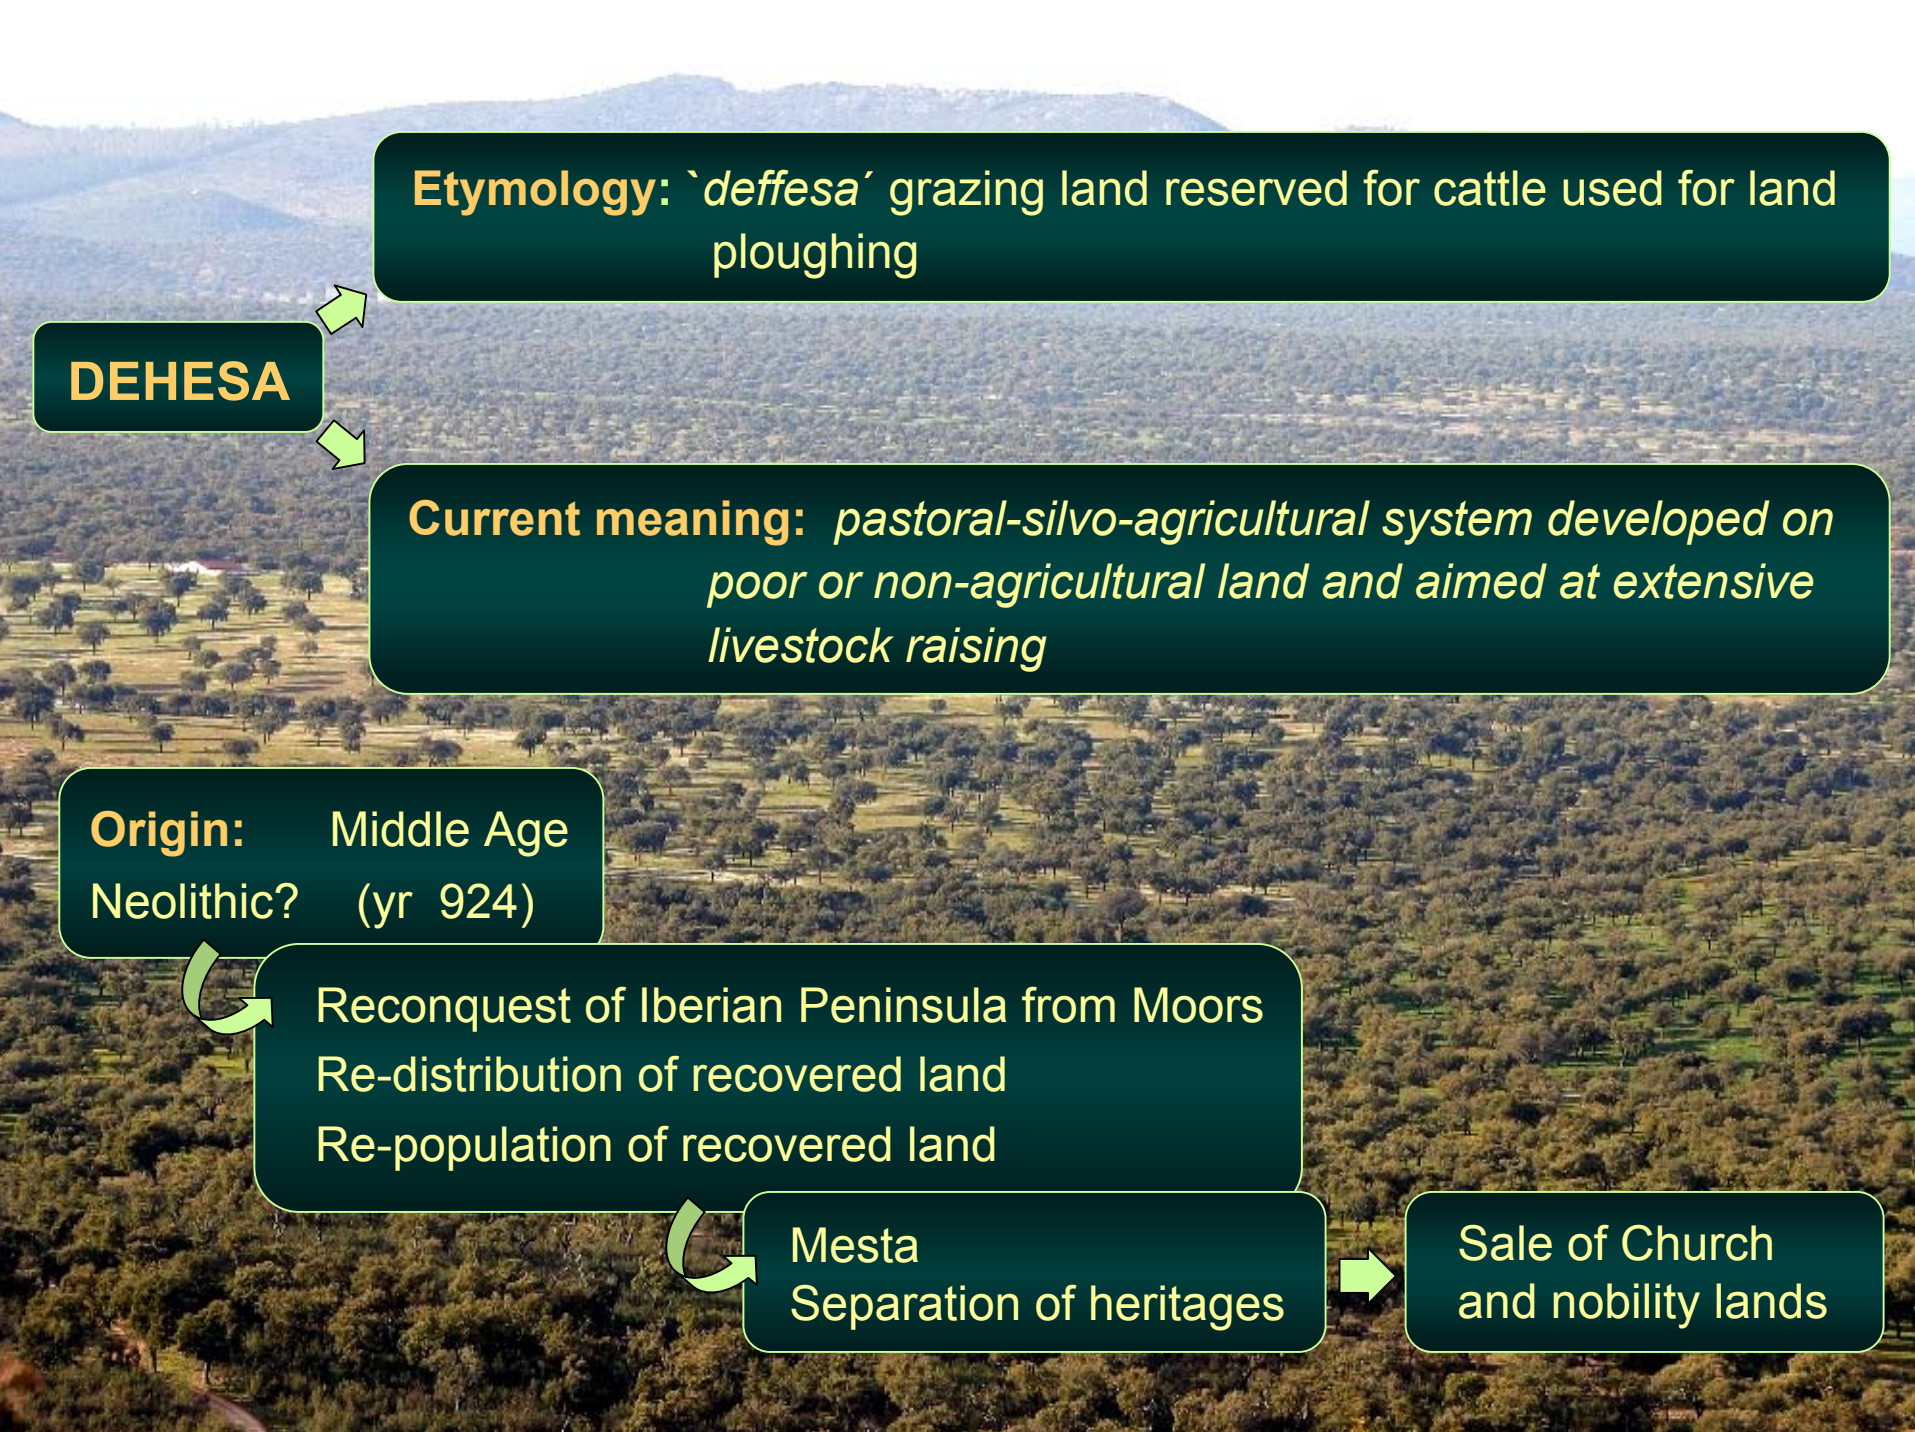 Etymology: `deffesa´ grazing land reserved for cattle used for land
ploughing
DEHESA
Current meaning: pastoral-silvo-agricultural system developed on
poor or non-agricultural land and aimed at extensive
livestock raising
Origin: Middle Age
Neolithic? (yr 924)
Reconquest of Iberian Peninsula from Moors
Re-distribution of recovered land
Re-population of recovered land
Mesta
Separation of heritages
Sale of Church
and nobility lands